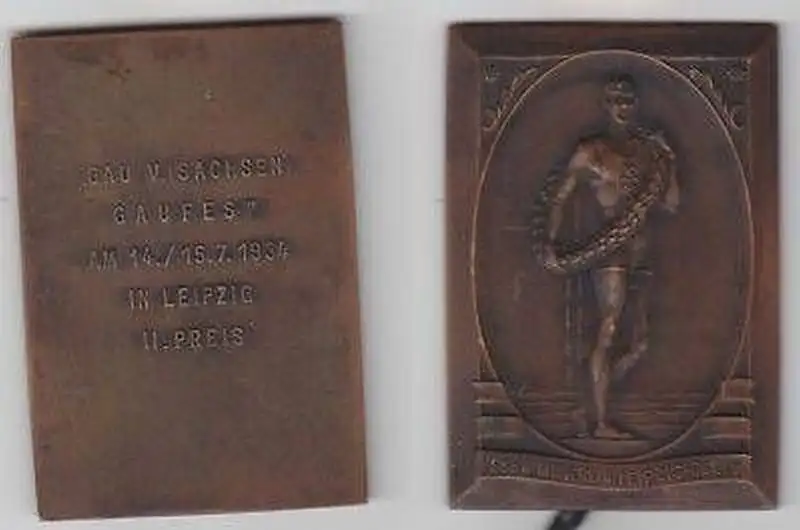 GAU V. SACHSEN
GAUFEST
AM 14./15.7.1934
IN LEIPZIG
II. PREIS